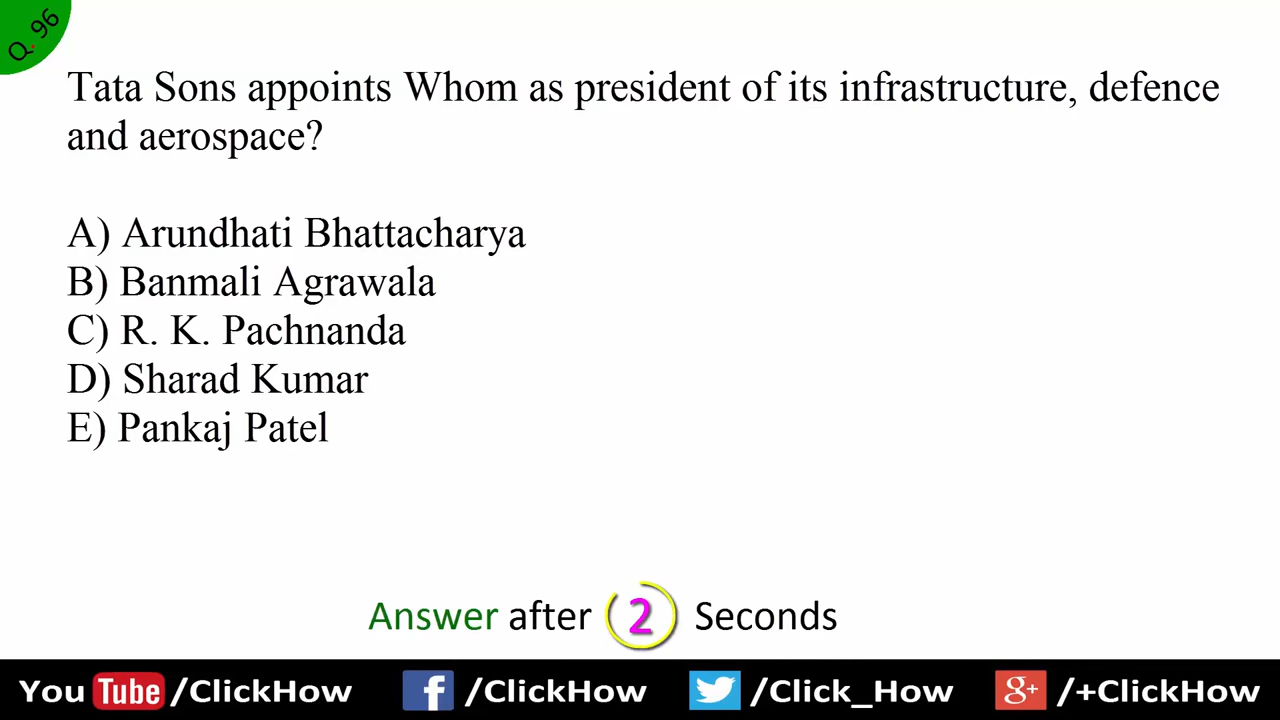 Q. 96
Tata Sons appoints Whom as president of its infrastructure, defence
and aerospace?
A) Arundhati Bhattacharya
B) Banmali Agrawala
C) R. K. Pachnanda
D) Sharad Kumar
E) Pankaj Patel
Answer after 2 Seconds
You Tube /ClickHow f /ClickHow /Click_How g+ /+ClickHow